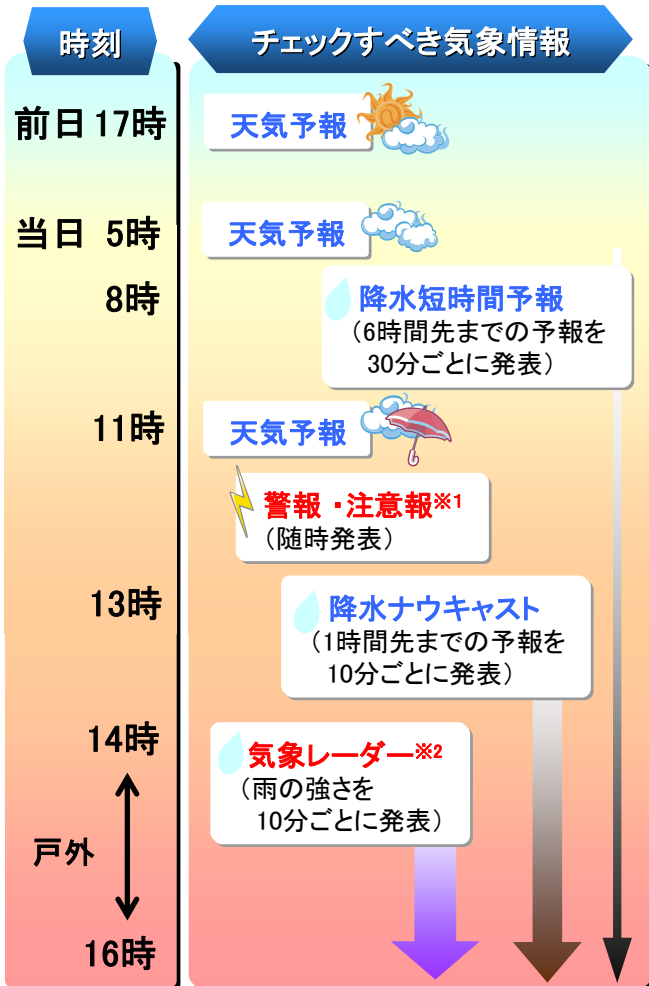 時刻
チェックすべき気象情報
前日 17時
天気予報
当日 5時
天気予報
8時
降水短時間予報
（6時間先までの予報を
30分ごとに発表）
11時
天気予報
警報・注意報※1
（随時発表）
13時
降水ナウキャスト
（1時間先までの予報を
10分ごとに発表）
14時
気象レーダー※2
（雨の強さを
10分ごとに発表）
戸外
16時